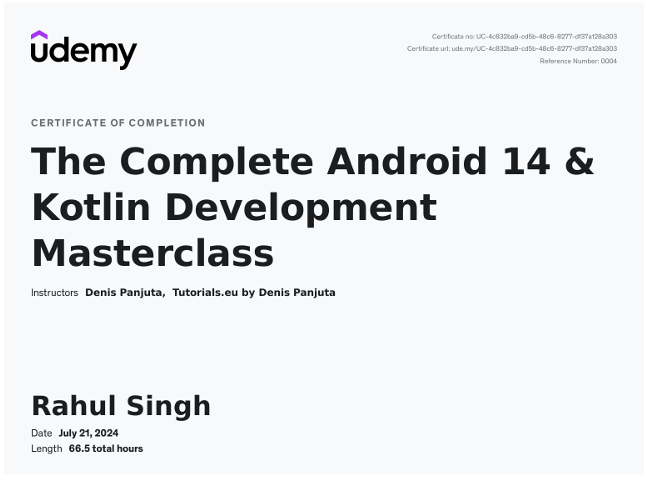 udemy
Certificate no: UC-4c832ba9-cd5b-48c6-8277-df37a128a303
Certificate url: ude.my/UC-4c832ba9-cd5b-48c6-8277-df37a128a303
Reference Number: 0004
CERTIFICATE OF COMPLETION
The Complete Android 14 &
Kotlin Development
Masterclass
Instructors Denis Panjuta, Tutorials.eu by Denis Panjuta
Rahul Singh
Date July 21, 2024
Length 66.5 total hours